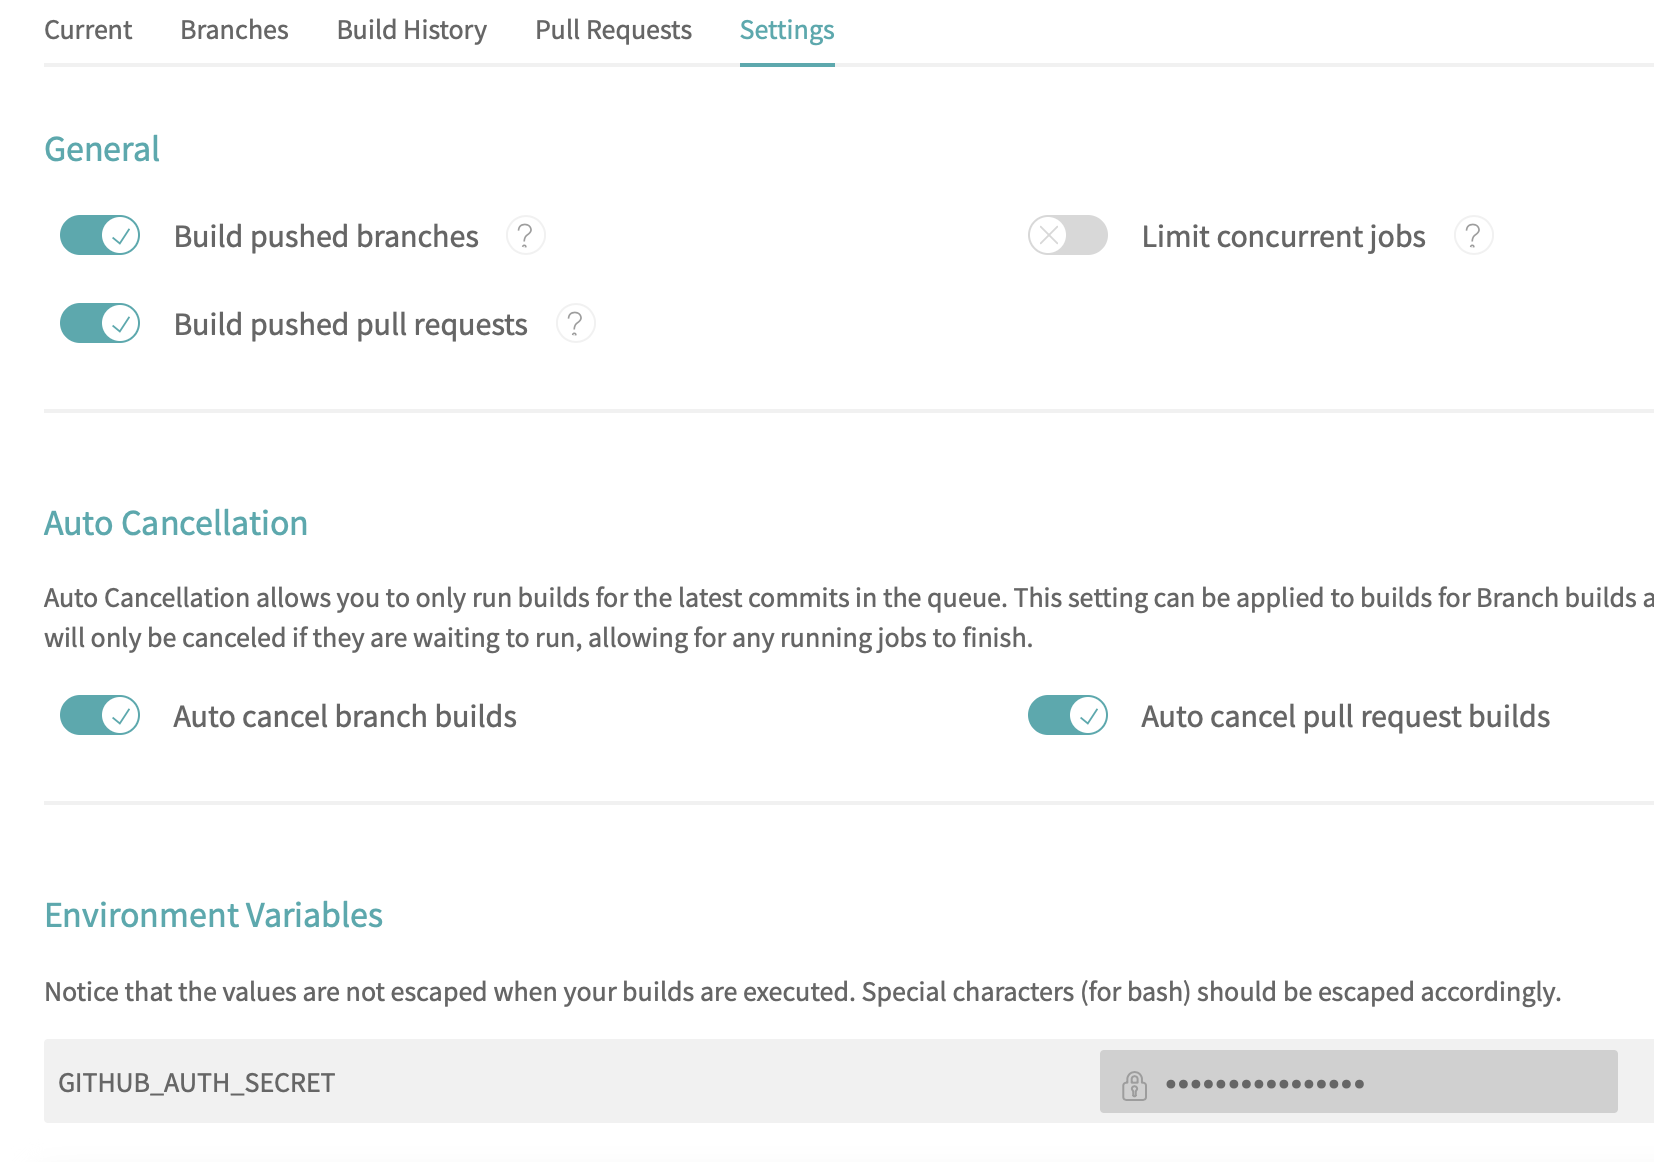 Current Branches Build History Pull Requests Settings
General
Build pushed branches ? Limit concurrent jobs ?
Build pushed pull requests ?
Auto Cancellation
Auto Cancellation allows you to only run builds for the latest commits in the queue. This setting can be applied to builds for Branch builds a
will only be canceled if they are waiting to run, allowing for any running jobs to finish.
Auto cancel branch builds Auto cancel pull request builds
Environment Variables
Notice that the values are not escaped when your builds are executed. Special characters (for bash) should be escaped accordingly.
GITHUB_AUTH_SECRET ••••••••••••••••